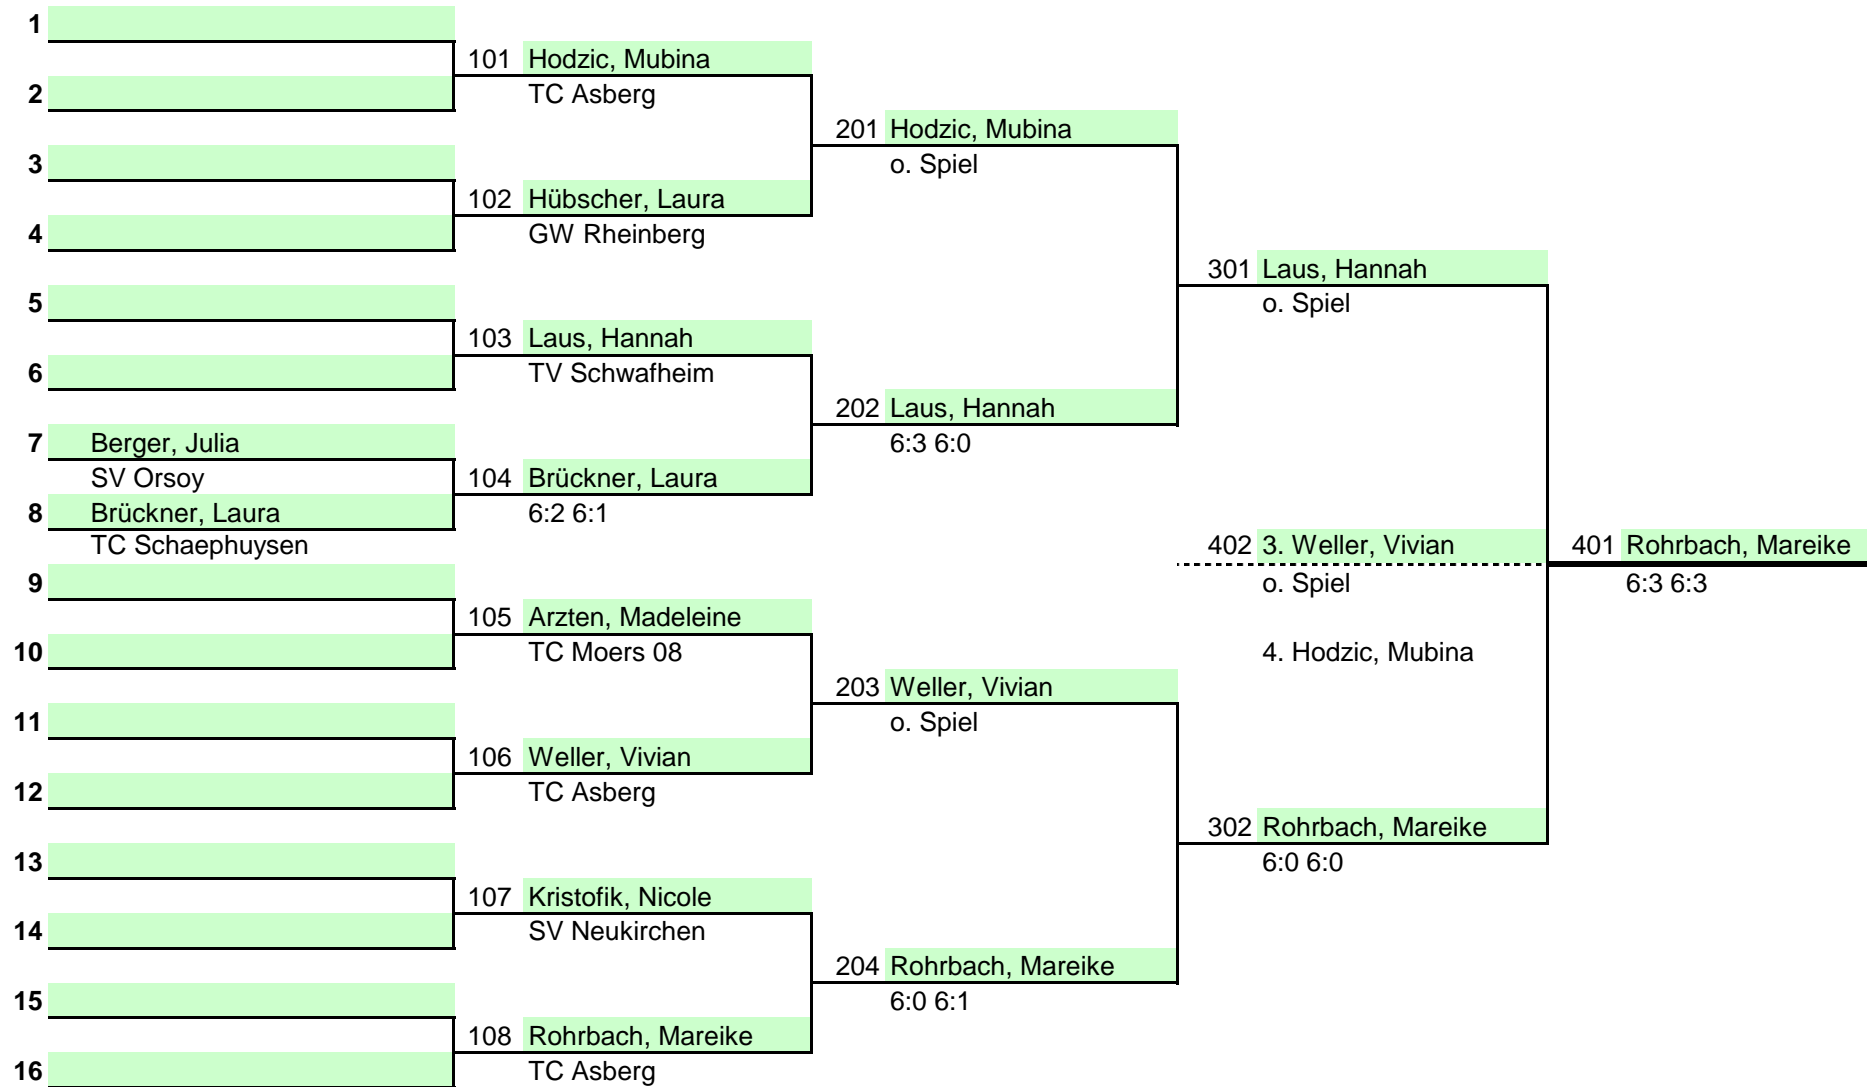 1
101 Hodzic, Mubina
2 TC Asberg
201 Hodzic, Mubina
3 o. Spiel
102 Hübscher, Laura
4 GW Rheinberg
301 Laus, Hannah
5 o. Spiel
103 Laus, Hannah
6 TV Schwafheim
202 Laus, Hannah
7 Berger, Julia 6:3 6:0
SV Orsoy 104 Brückner, Laura
8 Brückner, Laura 6:2 6:1
TC Schaephuysen 402 3. Weller, Vivian 401 Rohrbach, Mareike
9 o. Spiel 6:3 6:3
105 Arzten, Madeleine
10 TC Moers 08 4. Hodzic, Mubina
203 Weller, Vivian
11 o. Spiel
106 Weller, Vivian
12 TC Asberg
302 Rohrbach, Mareike
13 6:0 6:0
107 Kristofik, Nicole
14 SV Neukirchen
204 Rohrbach, Mareike
15 6:0 6:1
108 Rohrbach, Mareike
16 TC Asberg